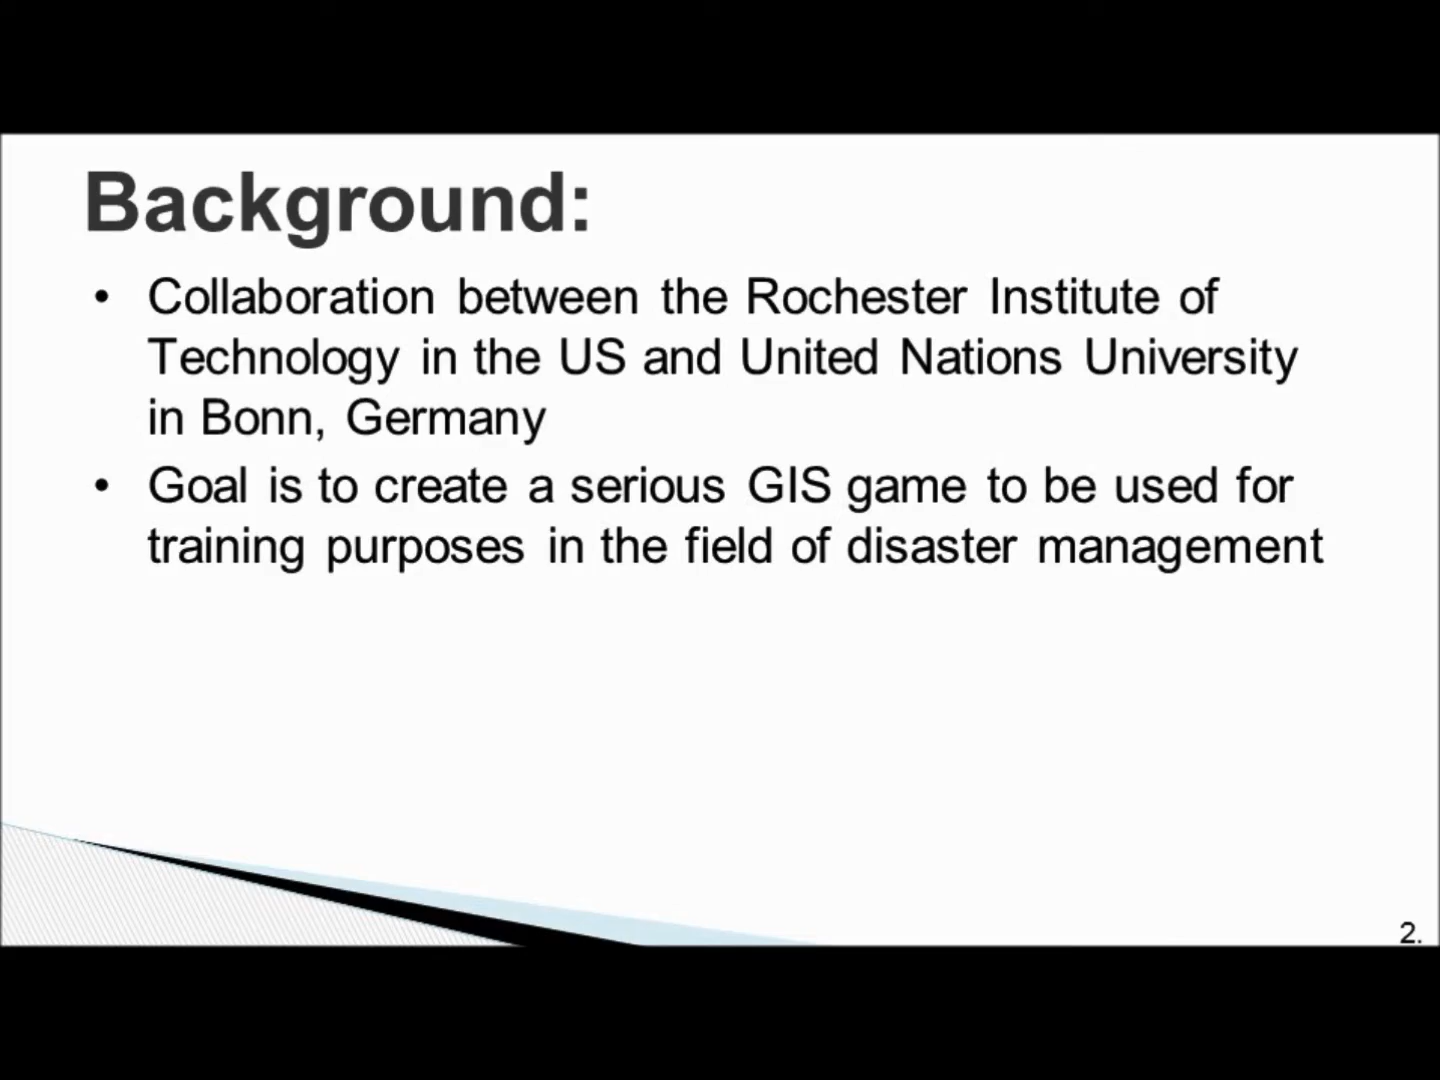 Background:
• Collaboration between the Rochester Institute of
Technology in the US and United Nations University
in Bonn, Germany
• Goal is to create a serious GIS game to be used for
training purposes in the field of disaster management
2.